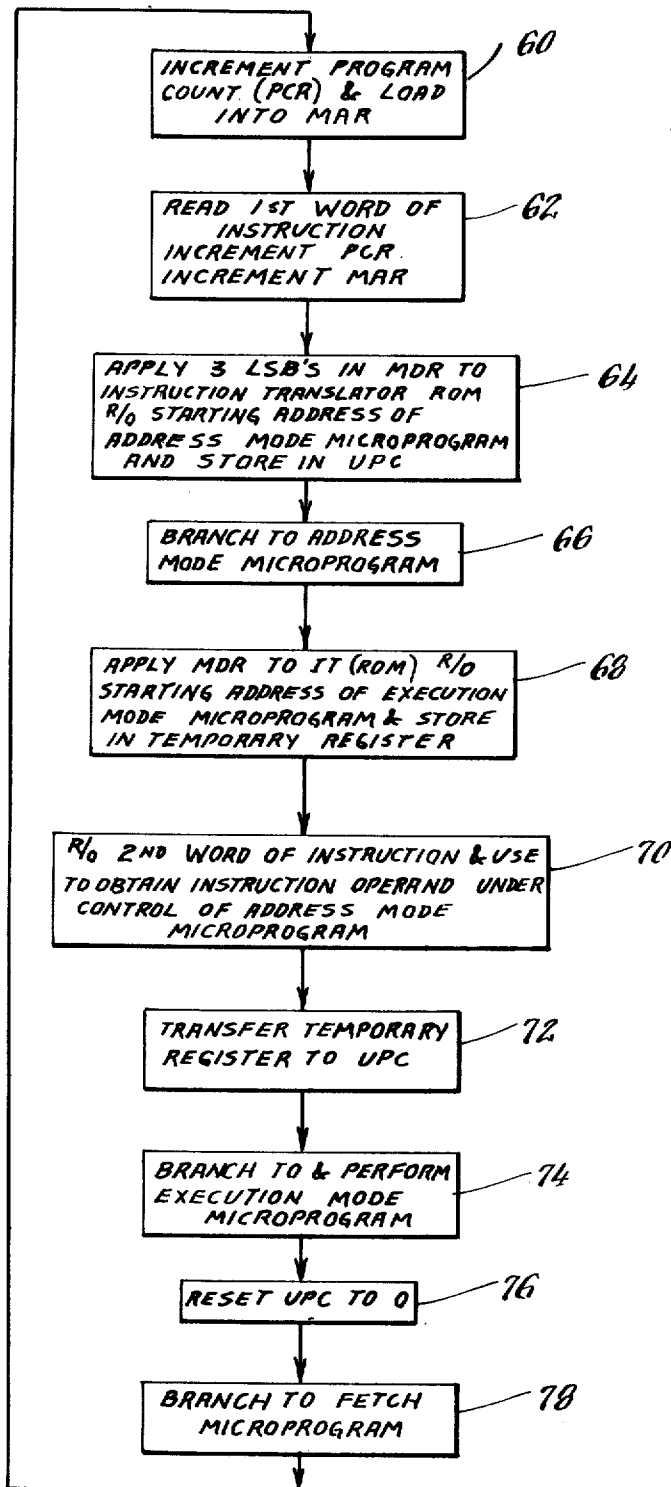 60
INCREMENT PROGRAM
COUNT (PCR) & LOAD
INTO MAR
62
READ 1ST WORD OF
INSTRUCTION
INCREMENT PCR.
INCREMENT MAR
64
APPLY 3 LSB'S IN MDR TO
INSTRUCTION TRANSLATOR ROM
R/O STARTING ADDRESS OF
ADDRESS MODE MICROPROGRAM
AND STORE IN UPC
66
BRANCH TO ADDRESS
MODE MICROPROGRAM
68
APPLY MDR TO IT (ROM) R/O
STARTING ADDRESS OF EXECUTION
MODE MICROPROGRAM & STORE
IN TEMPORARY REGISTER
70
R/O 2ND WORD OF INSTRUCTION & USE
TO OBTAIN INSTRUCTION OPERAND UNDER
CONTROL OF ADDRESS MODE
MICROPROGRAM
72
TRANSFER TEMPORARY
REGISTER TO UPC
74
BRANCH TO & PERFORM
EXECUTION MODE
MICROPROGRAM
76
RESET UPC TO 0
78
BRANCH TO FETCH
MICROPROGRAM